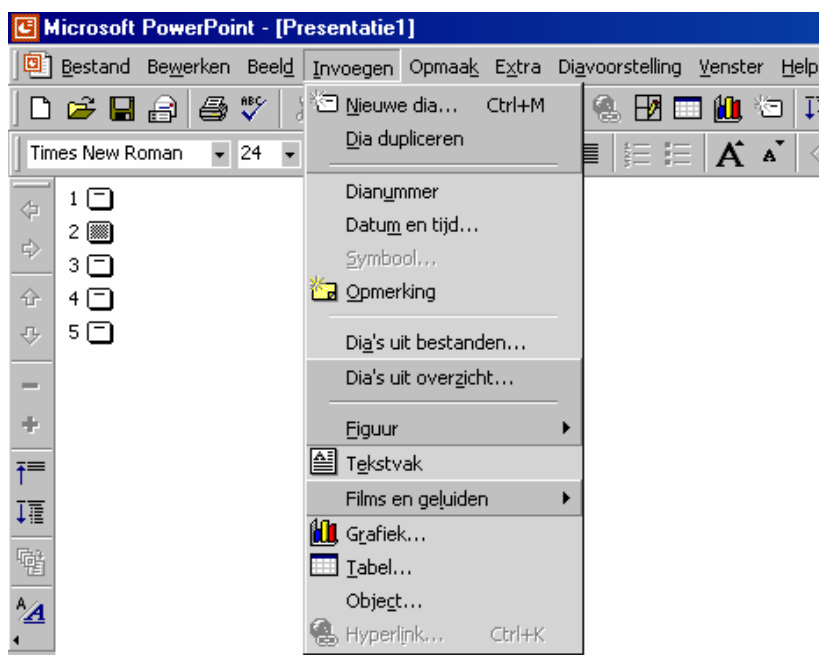 Microsoft PowerPoint - [Presentatie1]
Bestand Bewerken Beeld Invoegen Opmaak Extra Diavoorstelling Venster Help
ABC
Times New Roman 24 A A
1
2
3
4
5
A A
Nieuwe dia... Ctrl+M
Dia dupliceren
Dianummer
Datum en tijd...
Symbool...
Opmerking
Dia's uit bestanden...
Dia's uit overzicht...
Figuur
Tekstvak
Films en geluiden
Grafiek...
Tabel...
Object...
Hyperlink... Ctrl+K